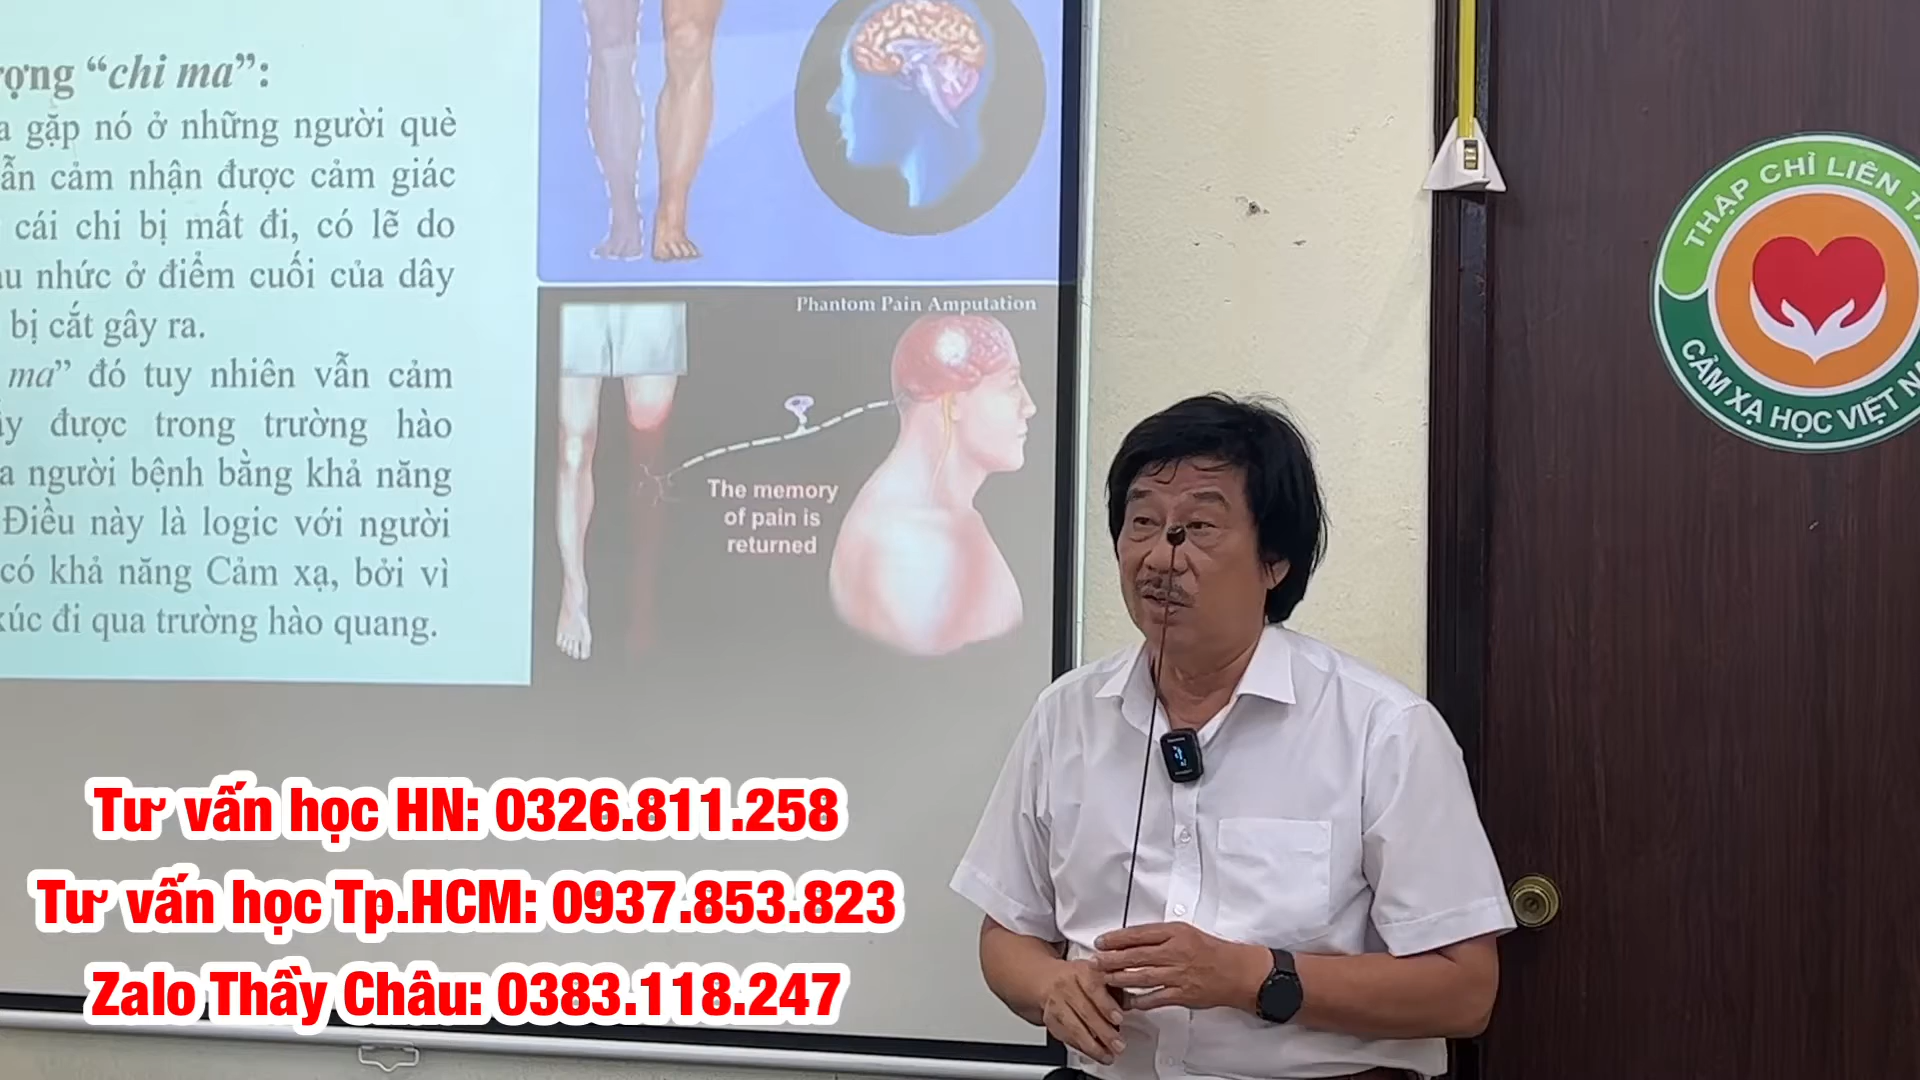 “chi ma”:
gặp nó ở những người què
cảm nhận được cảm giác
cái chi bị mất đi, có lẽ do
nhức ở điểm cuối của dây
bị cắt gây ra.
ma” đó tuy nhiên vẫn cảm
được trong trường hào
người bệnh bằng khả năng
Điều này là logic với người
có khả năng Cảm xạ, bởi vì
đi qua trường hào quang.
Phantom Pain Amputation
The memory
of pain is
returned
THẬP CHỈ LIÊN
CẢM XẠ HỌC VIỆT
Tư vấn học HN: 0326.811.258
Tư vấn học Tp.HCM: 0937.853.823
Zalo Thầy Châu: 0383.118.247